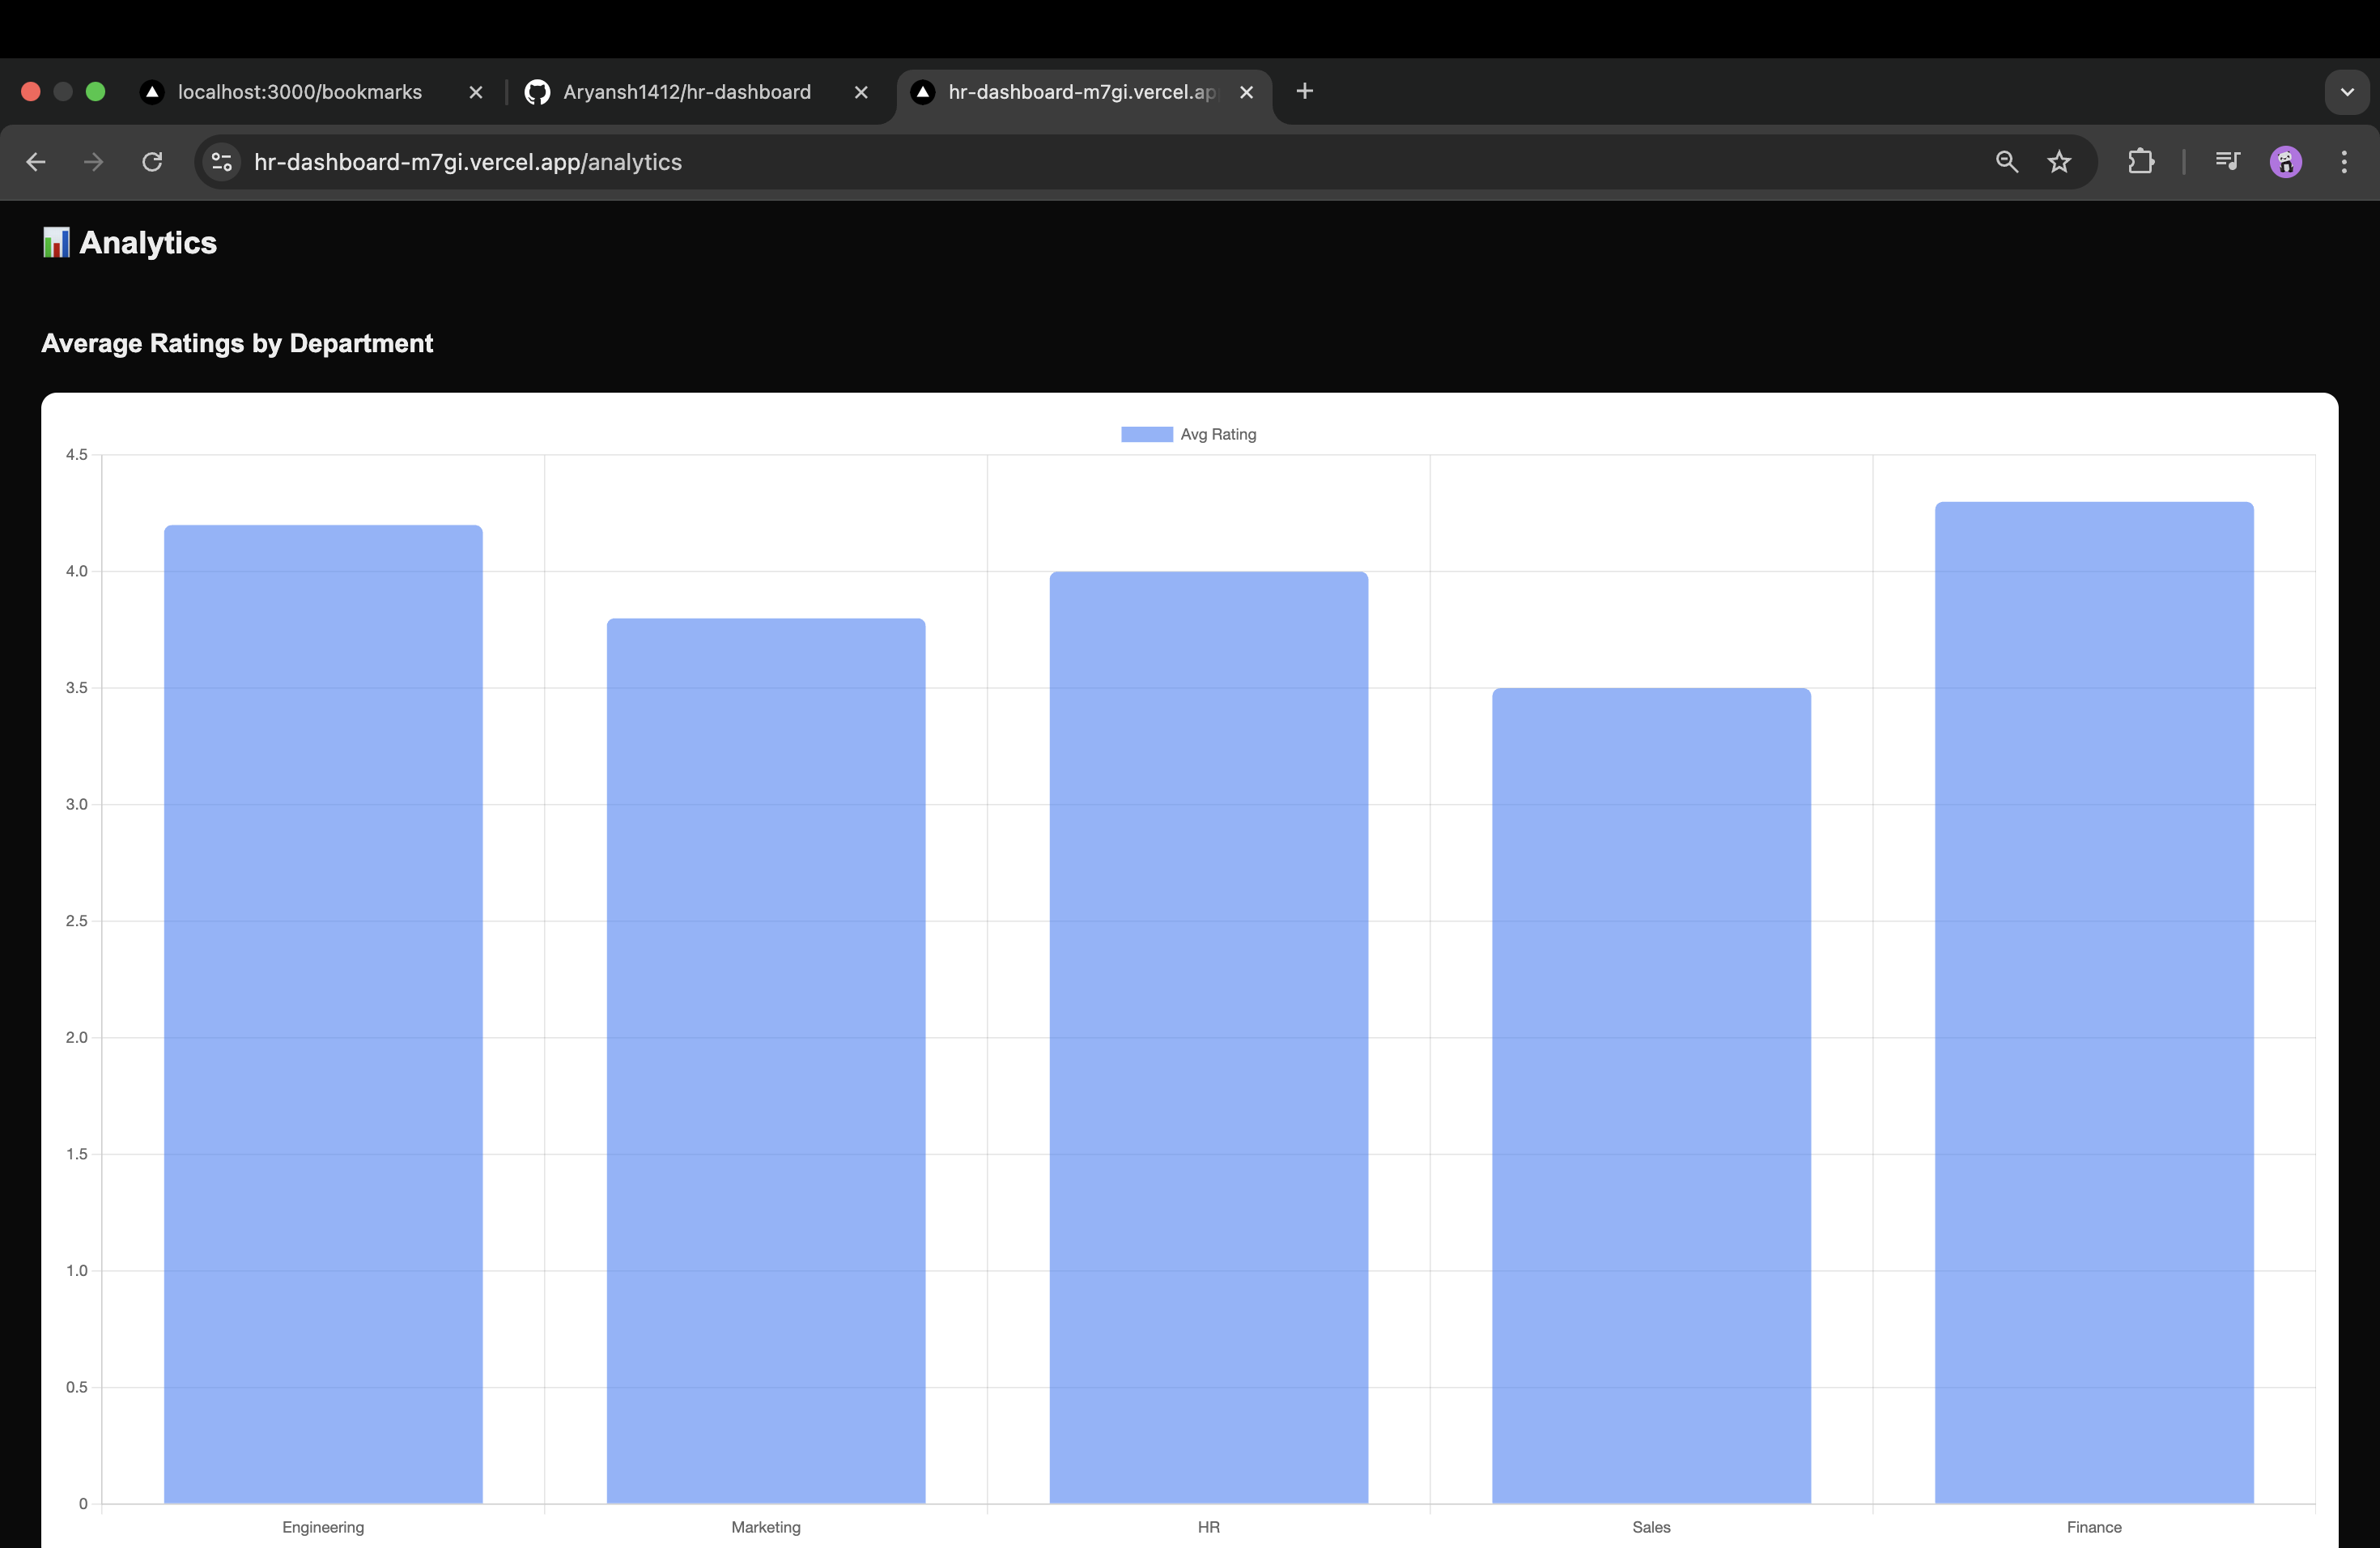 localhost:3000/bookmarks
Aryansh1412/hr-dashboard
hr-dashboard-m7gi.vercel.ap
hr-dashboard-m7gi.vercel.app/analytics
Analytics
Average Ratings by Department
Avg Rating
4.5
4.0
3.5
3.0
2.5
2.0
1.5
1.0
0.5
0
Engineering Marketing HR Sales Finance